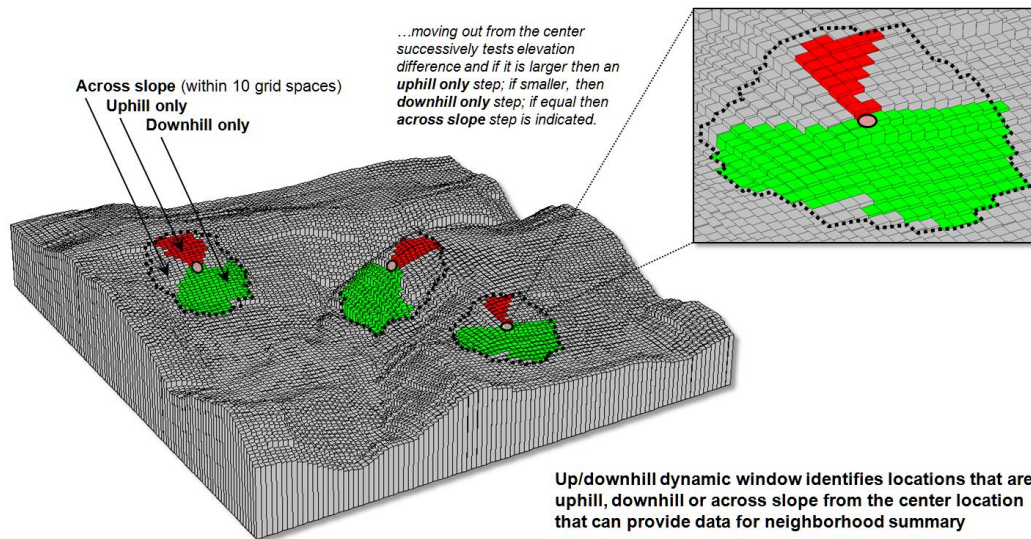 …moving out from the center
successively tests elevation
difference and if it is larger then an
uphill only step; if smaller, then
downhill only step; if equal then
across slope step is indicated.
Across slope (within 10 grid spaces)
Uphill only
Downhill only
Up/downhill dynamic window identifies locations that are
uphill, downhill or across slope from the center location
that can provide data for neighborhood summary